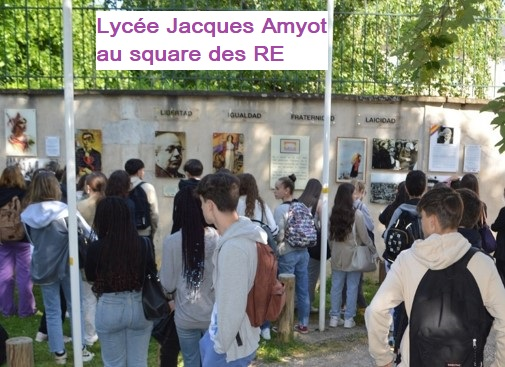 Lycée Jacques Amyot
au square des RE
LIBERTAD IGUALDAD FRATERNIDAD LAICIDAD